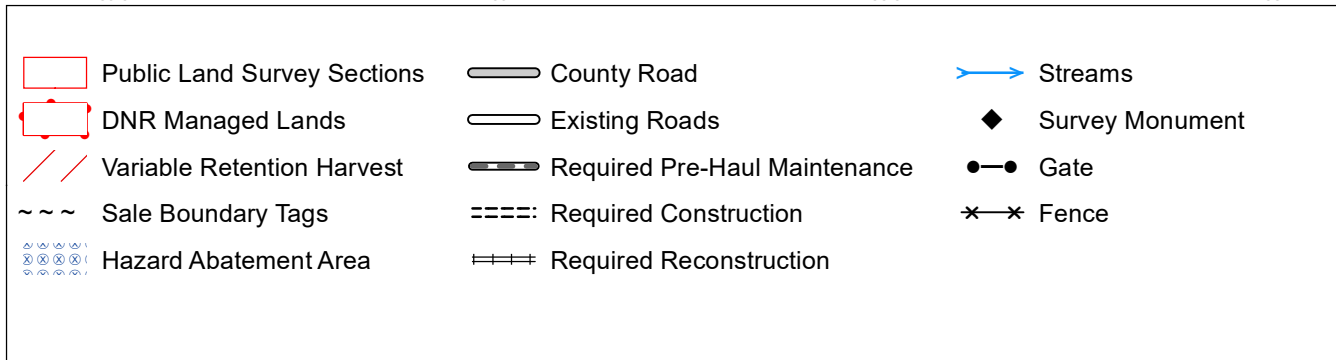 Public Land Survey Sections
DNR Managed Lands
Variable Retention Harvest
Sale Boundary Tags
Hazard Abatement Area
County Road
Existing Roads
Required Pre-Haul Maintenance
Required Construction
Required Reconstruction
Streams
Survey Monument
Gate
Fence